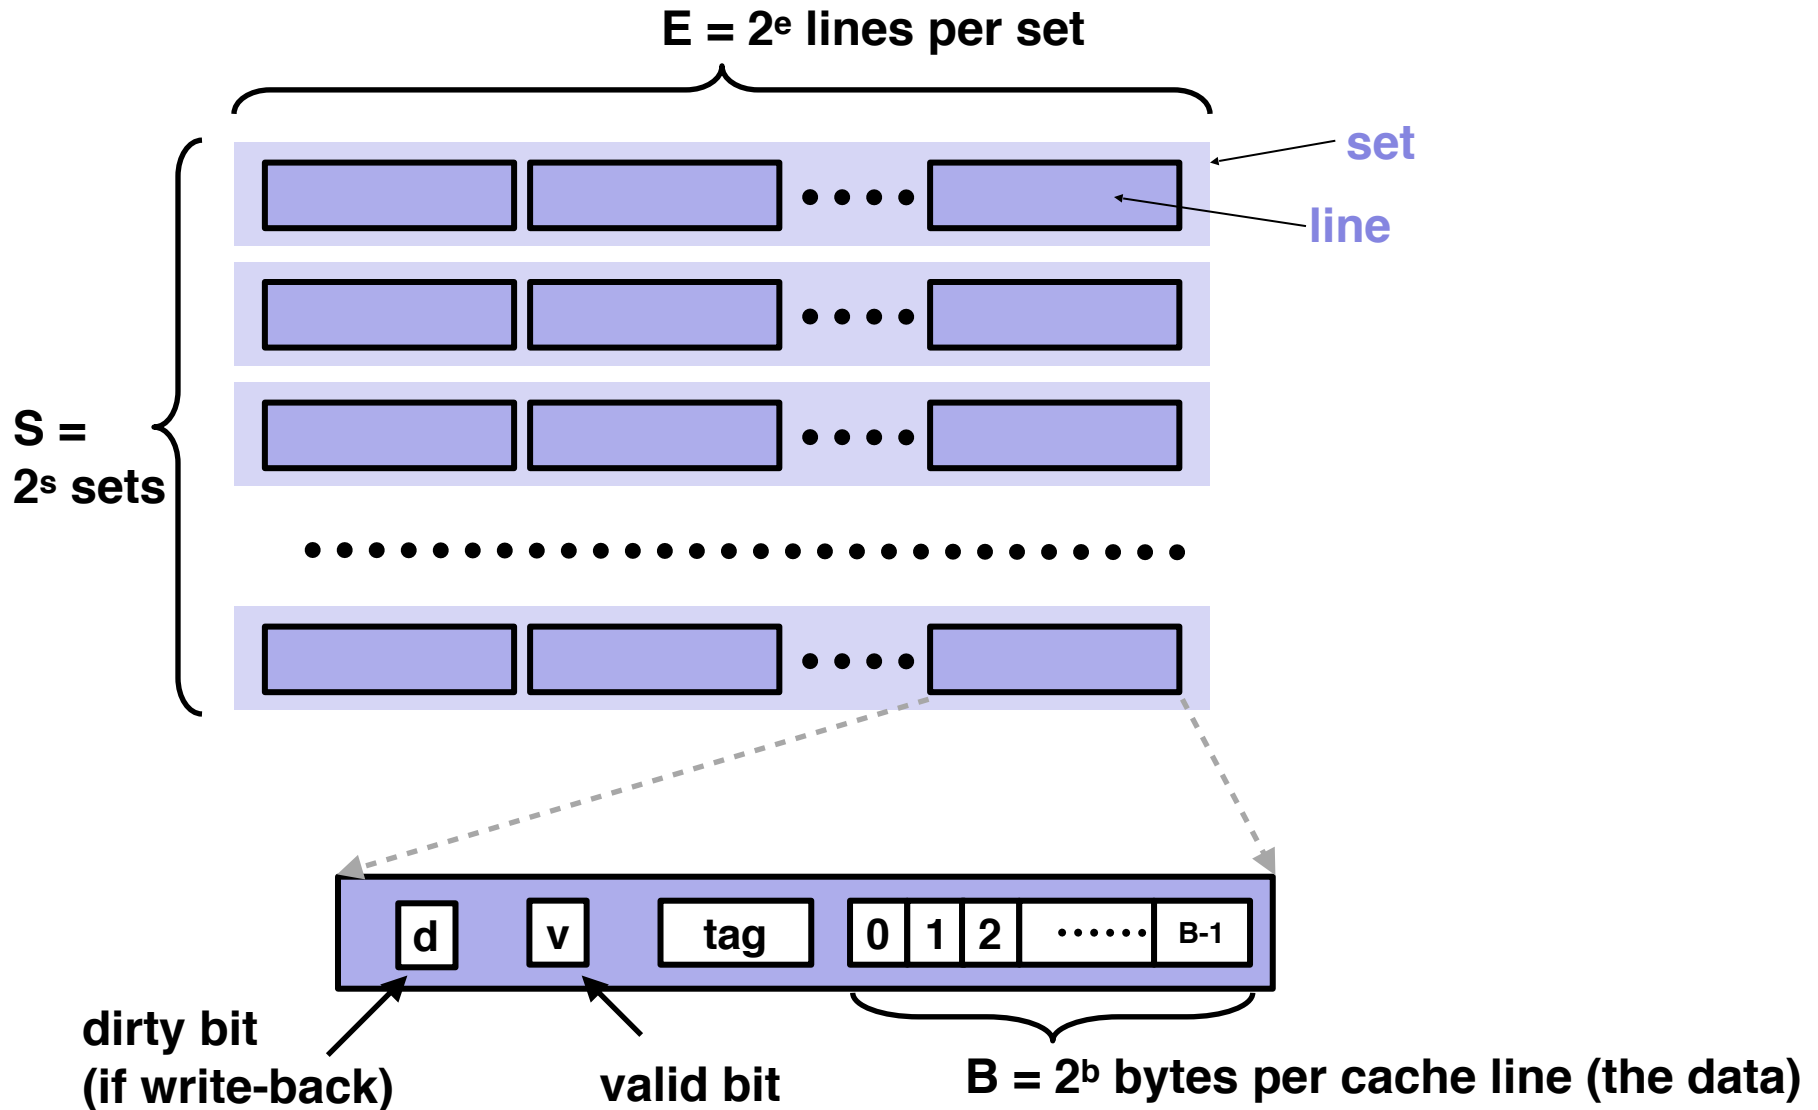 E = 2ᵉ lines per set
set
line
S =
2ˢ sets
d
v
tag
0 1 2 ...... B-1
dirty bit
(if write-back)
valid bit
B = 2ᵇ bytes per cache line (the data)